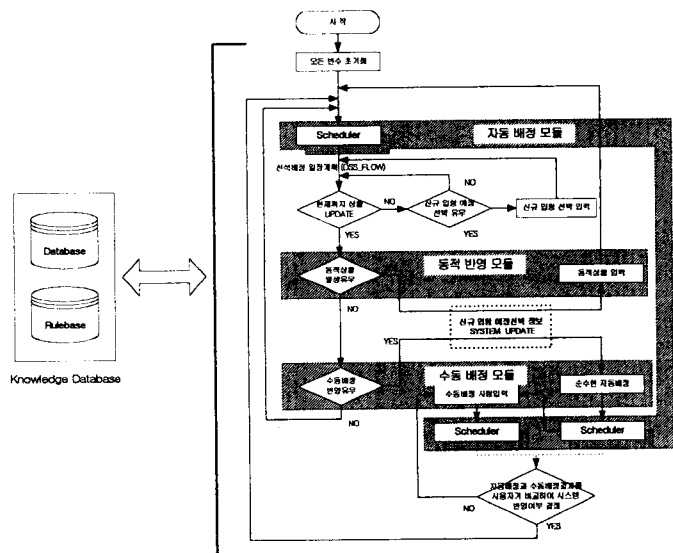 시 작
모든 변수 초기화
Scheduler
자동 배정 모듈
선석배정 일정계획 (DSS_FLOW)
NO
현재까지 상황
UPDATE
NO
신규 입항 예정
선박 유무
신규 입항 선박 입력
YES
YES
동적 반영 모듈
동적상황
발생유무
동적상황 입력
Database
NO
신규 입항 예정선박 정보
SYSTEM UPDATE
Rulebase
YES
Knowledge Database
수동 배정 모듈
수동배정
반영유무
수동배정 사항입력
순수한 자동배정
NO
Scheduler
Scheduler
자동배정과 수동배정결과를
사용자가 비교하여 시스템
반영여부 결정
NO
YES